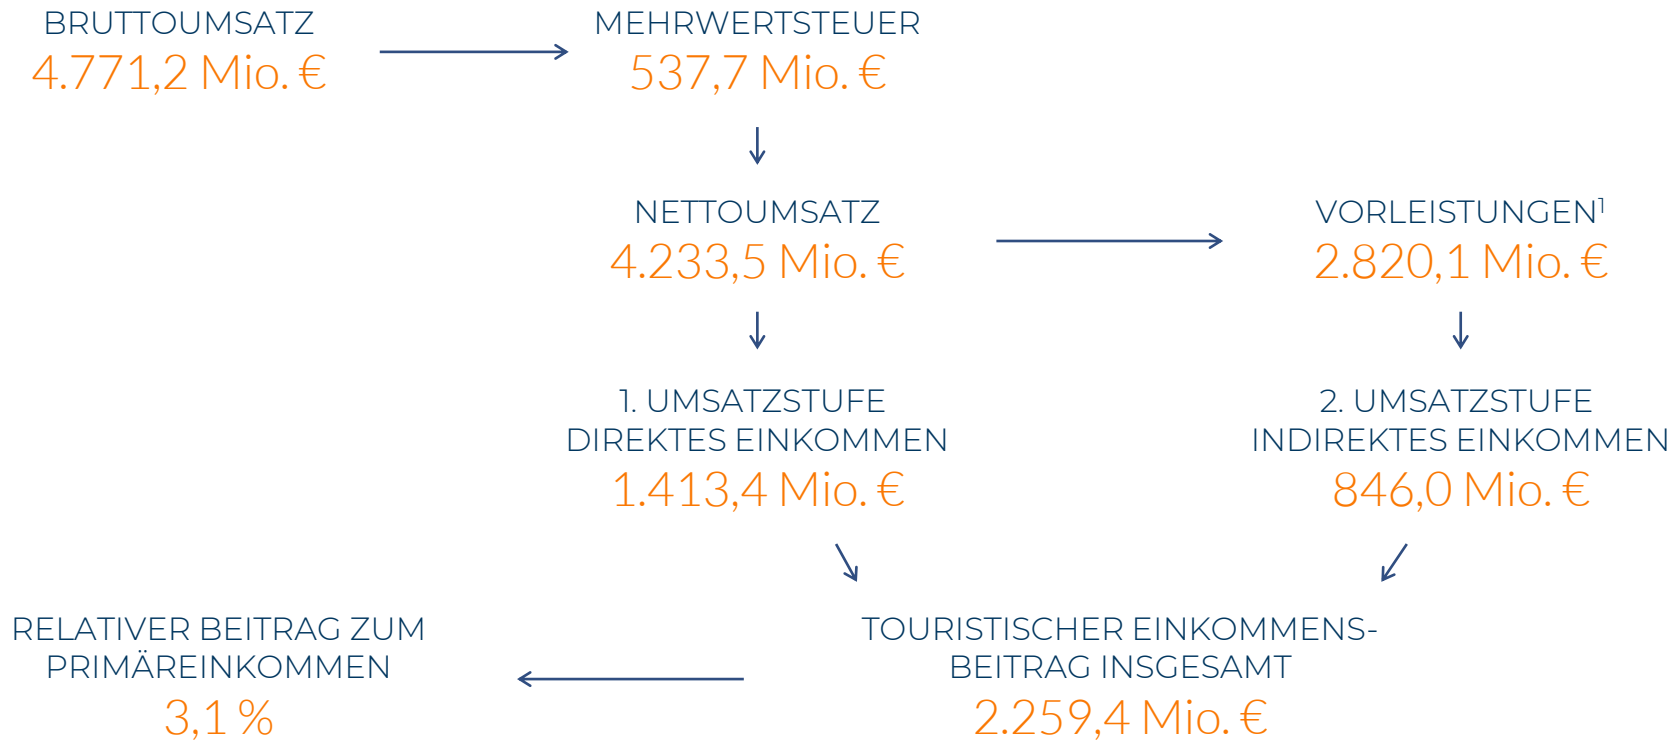 BRUTTOUMSATZ
4.771,2 Mio. €
MEHRWERTSTEUER
537,7 Mio. €
NETTOUMSATZ
4.233,5 Mio. €
VORLEISTUNGEN¹
2.820,1 Mio. €
1. UMSATZSTUFE
DIREKTES EINKOMMEN
1.413,4 Mio. €
2. UMSATZSTUFE
INDIREKTES EINKOMMEN
846,0 Mio. €
RELATIVER BEITRAG ZUM
PRIMÄREINKOMMEN
3,1 %
TOURISTISCHER EINKOMMENS-
BEITRAG INSGESAMT
2.259,4 Mio. €